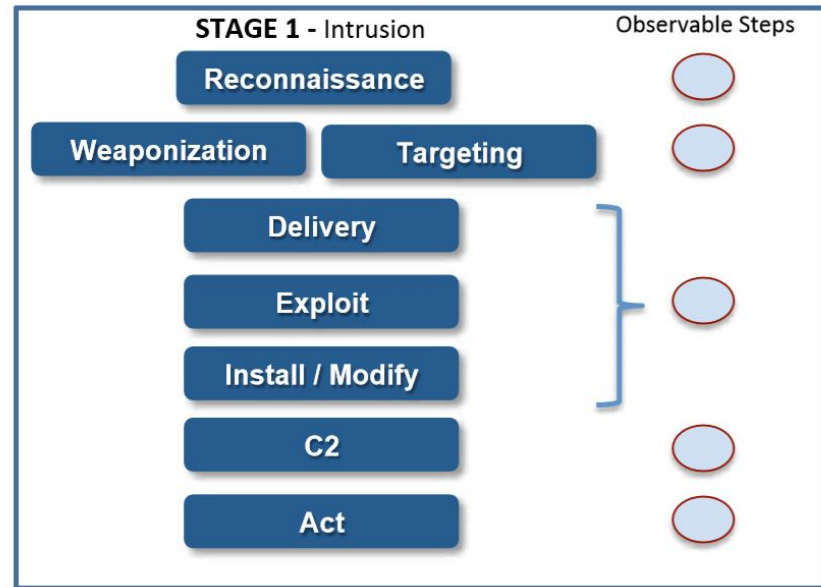 STAGE 1 - Intrusion
Observable Steps
Reconnaissance
Weaponization
Targeting
Delivery
Exploit
Install / Modify
C2
Act